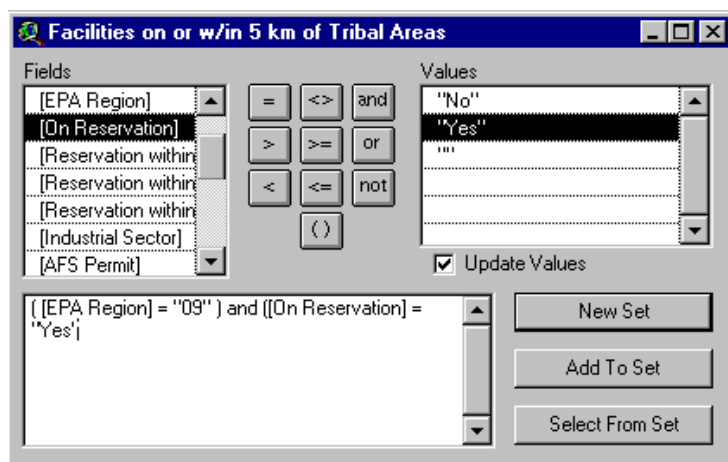 Facilities on or w/in 5 km of Tribal Areas
Fields
Values
[EPA Region]
[On Reservation]
[Reservation within
[Reservation within
[Reservation within
[Industrial Sector]
[AFS Permit]
= <> and
> >= or
< <= not
()
"No"
"Yes"
""
Update Values
( [EPA Region] = "09" ) and ([On Reservation] =
"Yes'
New Set
Add To Set
Select From Set